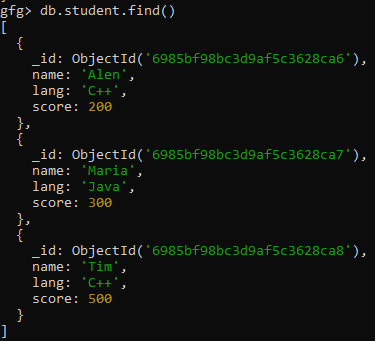 gfg> db.student.find()
[
  {
    _id: ObjectId('6985bf98bc3d9af5c3628ca6'),
    name: 'Alen',
    lang: 'C++',
    score: 200
  },
  {
    _id: ObjectId('6985bf98bc3d9af5c3628ca7'),
    name: 'Maria',
    lang: 'Java',
    score: 300
  },
  {
    _id: ObjectId('6985bf98bc3d9af5c3628ca8'),
    name: 'Tim',
    lang: 'C++',
    score: 500
  }
]